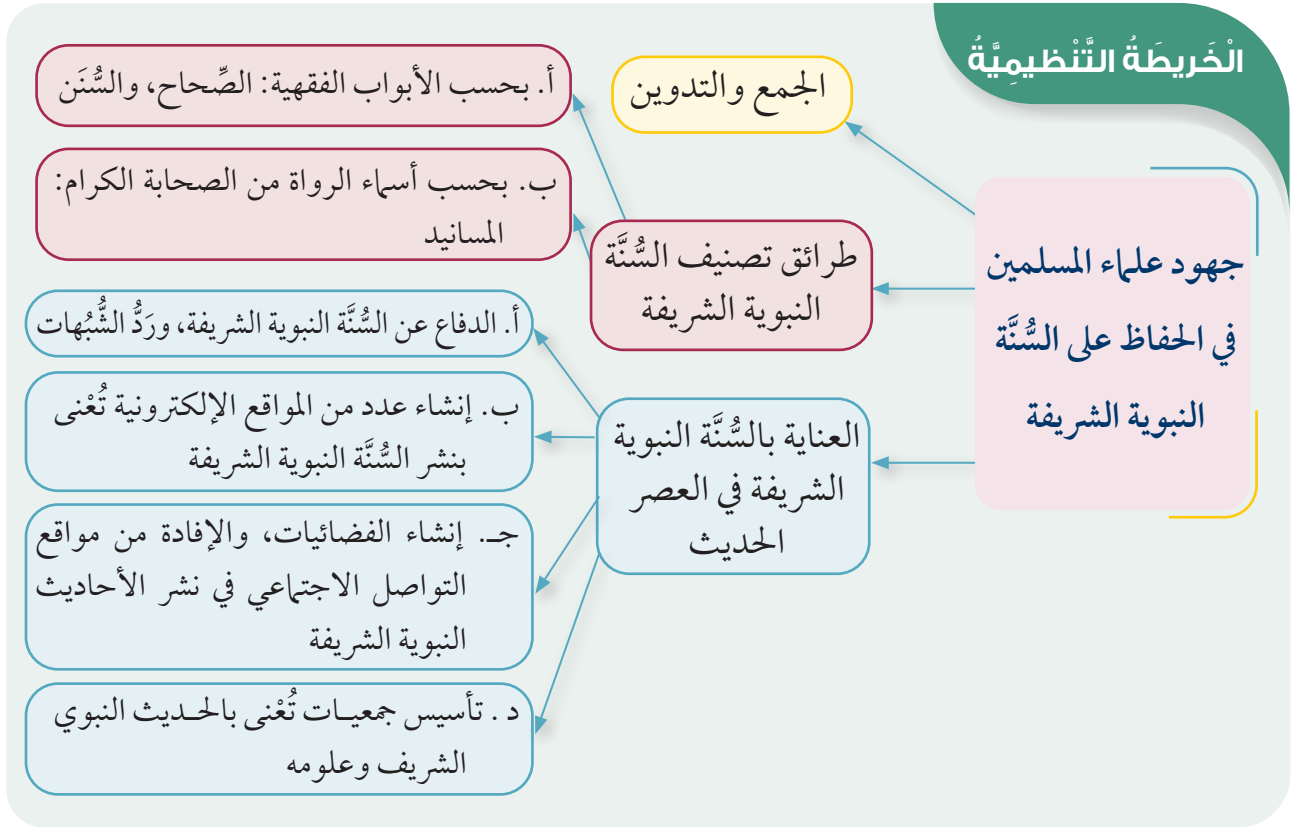 الْخَرِيطَةُ التَّنْظيمِيَّةُ
جهود علماء المسلمين
في الحفاظ على السُّنَّة
النبوية الشريفة
الجمع والتدوين
طرائق تصنيف السُّنَّة
النبوية الشريفة
أ. بحسب الأبواب الفقهية: الصِّحاح، والسُّنَن
ب. بحسب أسماء الرواة من الصحابة الكرام:
المسانيد
العناية بالسُّنَّة النبوية
الشريفة في العصر
الحديث
أ. الدفاع عن السُّنَّة النبوية الشريفة، ورَدُّ الشُّبُهات
ب. إنشاء عدد من المواقع الإلكترونية تُعْنى
بنشر السُّنَّة النبوية الشريفة
جـ. إنشاء الفضائيات، والإفادة من مواقع
التواصل الاجتماعي في نشر الأحاديث
النبوية الشريفة
د . تأسيس جمعيـات تُعْنى بالحـديث النبوي
الشريف وعلومه